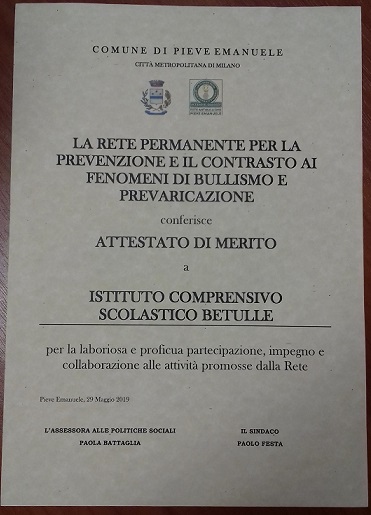 COMUNE DI PIEVE EMANUELE
CITTÀ METROPOLITANA DI MILANO
LA RETE PERMANENTE PER LA
PREVENZIONE E IL CONTRASTO AI
FENOMENI DI BULLISMO E
PREVARICAZIONE
conferisce
ATTESTATO DI MERITO
a
ISTITUTO COMPRENSIVO
SCOLASTICO BETULLE
per la laboriosa e proficua partecipazione, impegno e
collaborazione alle attività promosse dalla Rete
Pieve Emanuele, 29 Maggio 2019
L'ASSESSORA ALLE POLITICHE SOCIALI
PAOLA BATTAGLIA
IL SINDACO
PAOLO FESTA